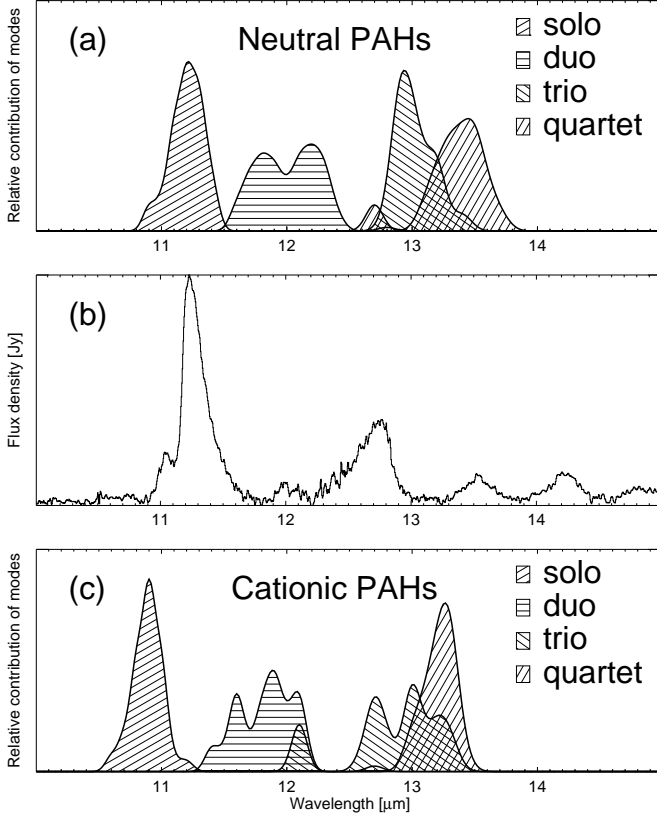 (a)
Neutral PAHs
solo
duo
trio
quartet
Relative contribution of modes
11 12 13 14
(b)
Flux density [Jy]
11 12 13 14
(c)
Cationic PAHs
solo
duo
trio
quartet
Relative contribution of modes
11 12 13 14
Wavelength [μm]